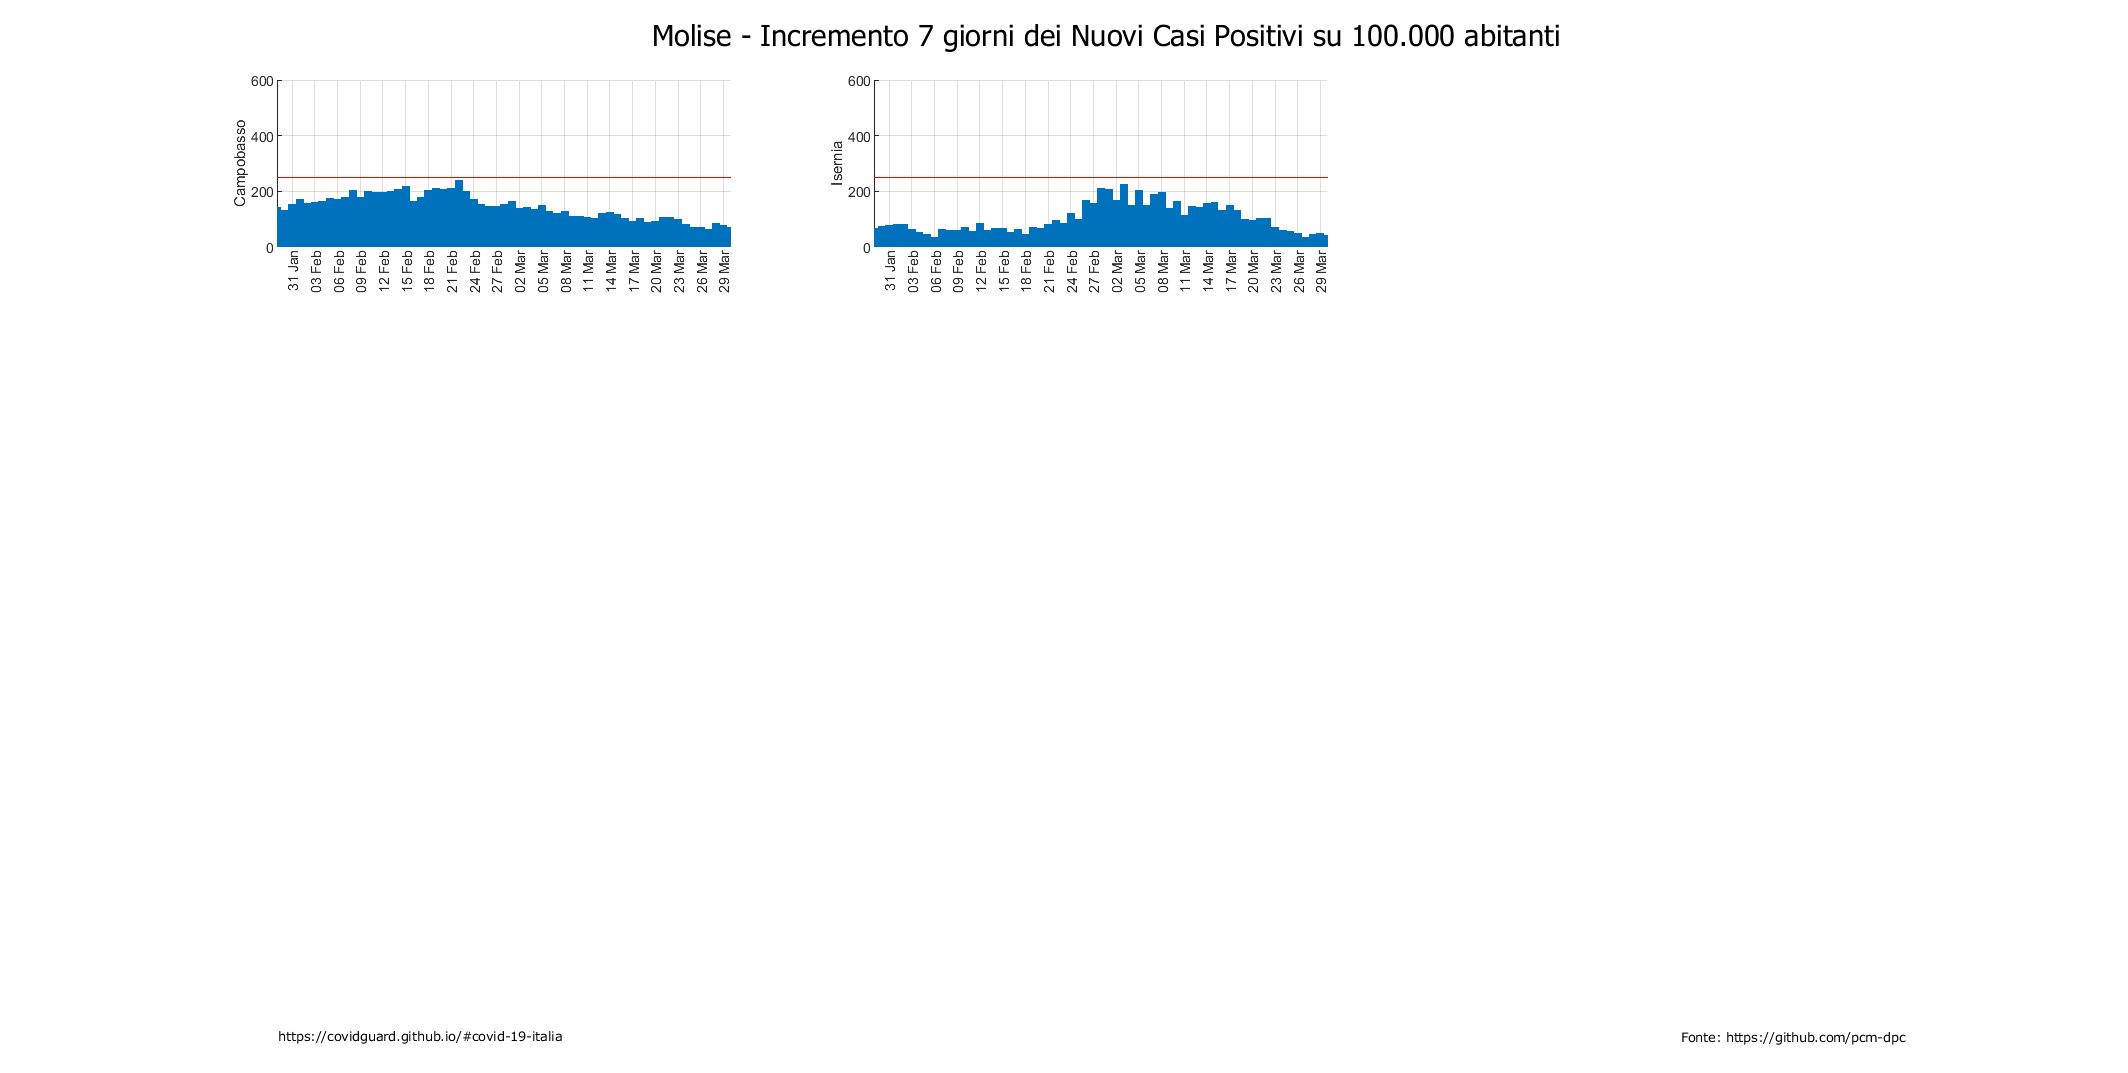 Molise - Incremento 7 giorni dei Nuovi Casi Positivi su 100.000 abitanti
Campobasso
600
400
200
0
31 Jan
03 Feb
06 Feb
09 Feb
12 Feb
15 Feb
18 Feb
21 Feb
24 Feb
27 Feb
02 Mar
05 Mar
08 Mar
11 Mar
14 Mar
17 Mar
20 Mar
23 Mar
26 Mar
29 Mar
Isernia
600
400
200
0
31 Jan
03 Feb
06 Feb
09 Feb
12 Feb
15 Feb
18 Feb
21 Feb
24 Feb
27 Feb
02 Mar
05 Mar
08 Mar
11 Mar
14 Mar
17 Mar
20 Mar
23 Mar
26 Mar
29 Mar
https://covidguard.github.io/#covid-19-italia
Fonte: https://github.com/pcm-dpc